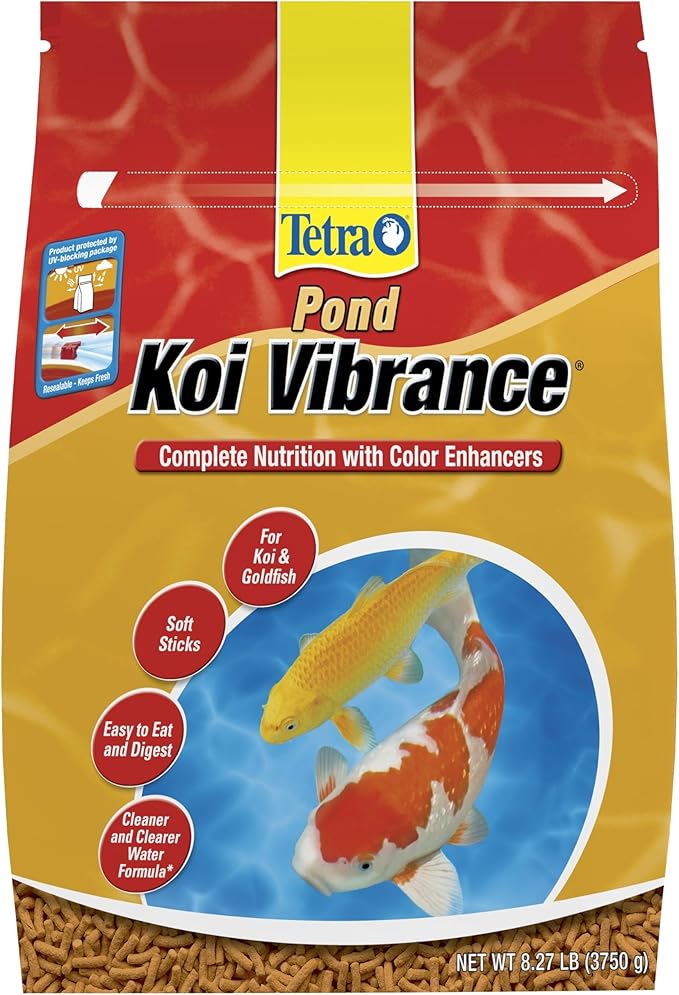 Tetra
Product protected by
UV-blocking package
UV
Resealable - Keeps Fresh
Pond
Koi Vibrance®
Complete Nutrition with Color Enhancers
For
Koi &
Goldfish
Soft
Sticks
Easy to Eat
and Digest
Cleaner
and Clearer
Water
Formula*
NET WT 8.27 LB (3750 g)